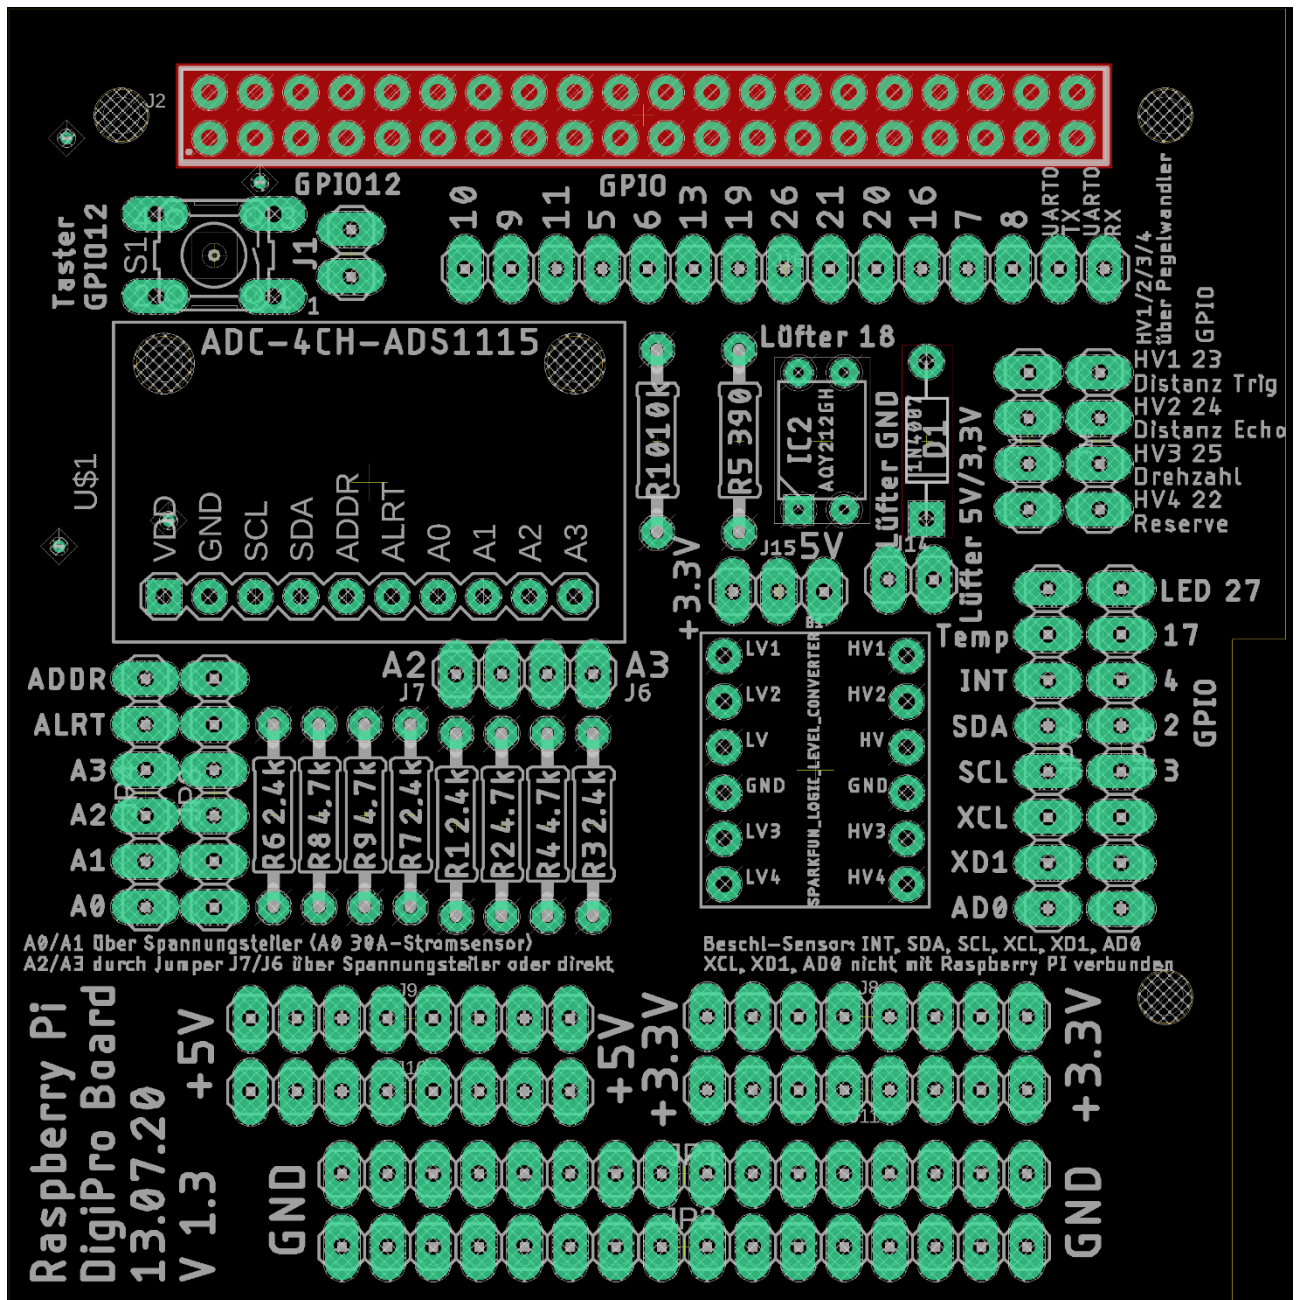 J2
GPIO12
GPIO
Taster
GPIO12
S1
J1
1
10
9
11
5
6
13
19
26
21
20
16
7
8
UART0
TX
UART0
RX
HV1/2/3/4
über Pegelwandler
GPIO
ADC-4CH-ADS1115
U$1
VDD
GND
SCL
SDA
ADDR
ALRT
A0
A1
A2
A3
R10
10k
R5
390
Lüfter 18
IC2
AQY212GH
Lüfter GND
1N4007
D1
Lüfter 5V/3,3V
HV1 23
Distanz Trig
HV2 24
Distanz Echo
HV3 25
Drehzahl
HV4 22
Reserve
+3.3V
J15
5V
J14
LED 27
Temp
17
INT
4
SDA
2
SCL
3
XCL
XD1
AD0
GPIO
LV1
HV1
LV2
HV2
LV
HV
GND
GND
LV3
HV3
LV4
HV4
SPARKFUN_LOGIC_LEVEL_CONVERTER
A2
J7
A3
J6
ADDR
ALRT
A3
A2
A1
A0
R6 2.4k
R8 4.7k
R9 4.7k
R7 2.4k
R1 2.4k
R2 4.7k
R4 4.7k
R3 2.4k
A0/A1 über Spannungsteiler (A0 30A-Stromsensor)
A2/A3 durch Jumper J7/J6 über Spannungsteiler oder direkt
Beschl-Sensor: INT, SDA, SCL, XCL, XD1, AD0
XCL, XD1, AD0 nicht mit Raspberry PI verbunden
J9
J8
+5V
+5V
+3.3V
+3.3V
J10
J11
JP1
JP2
GND
GND
Raspberry Pi
DigiPro Board
13.07.20
V 1.3